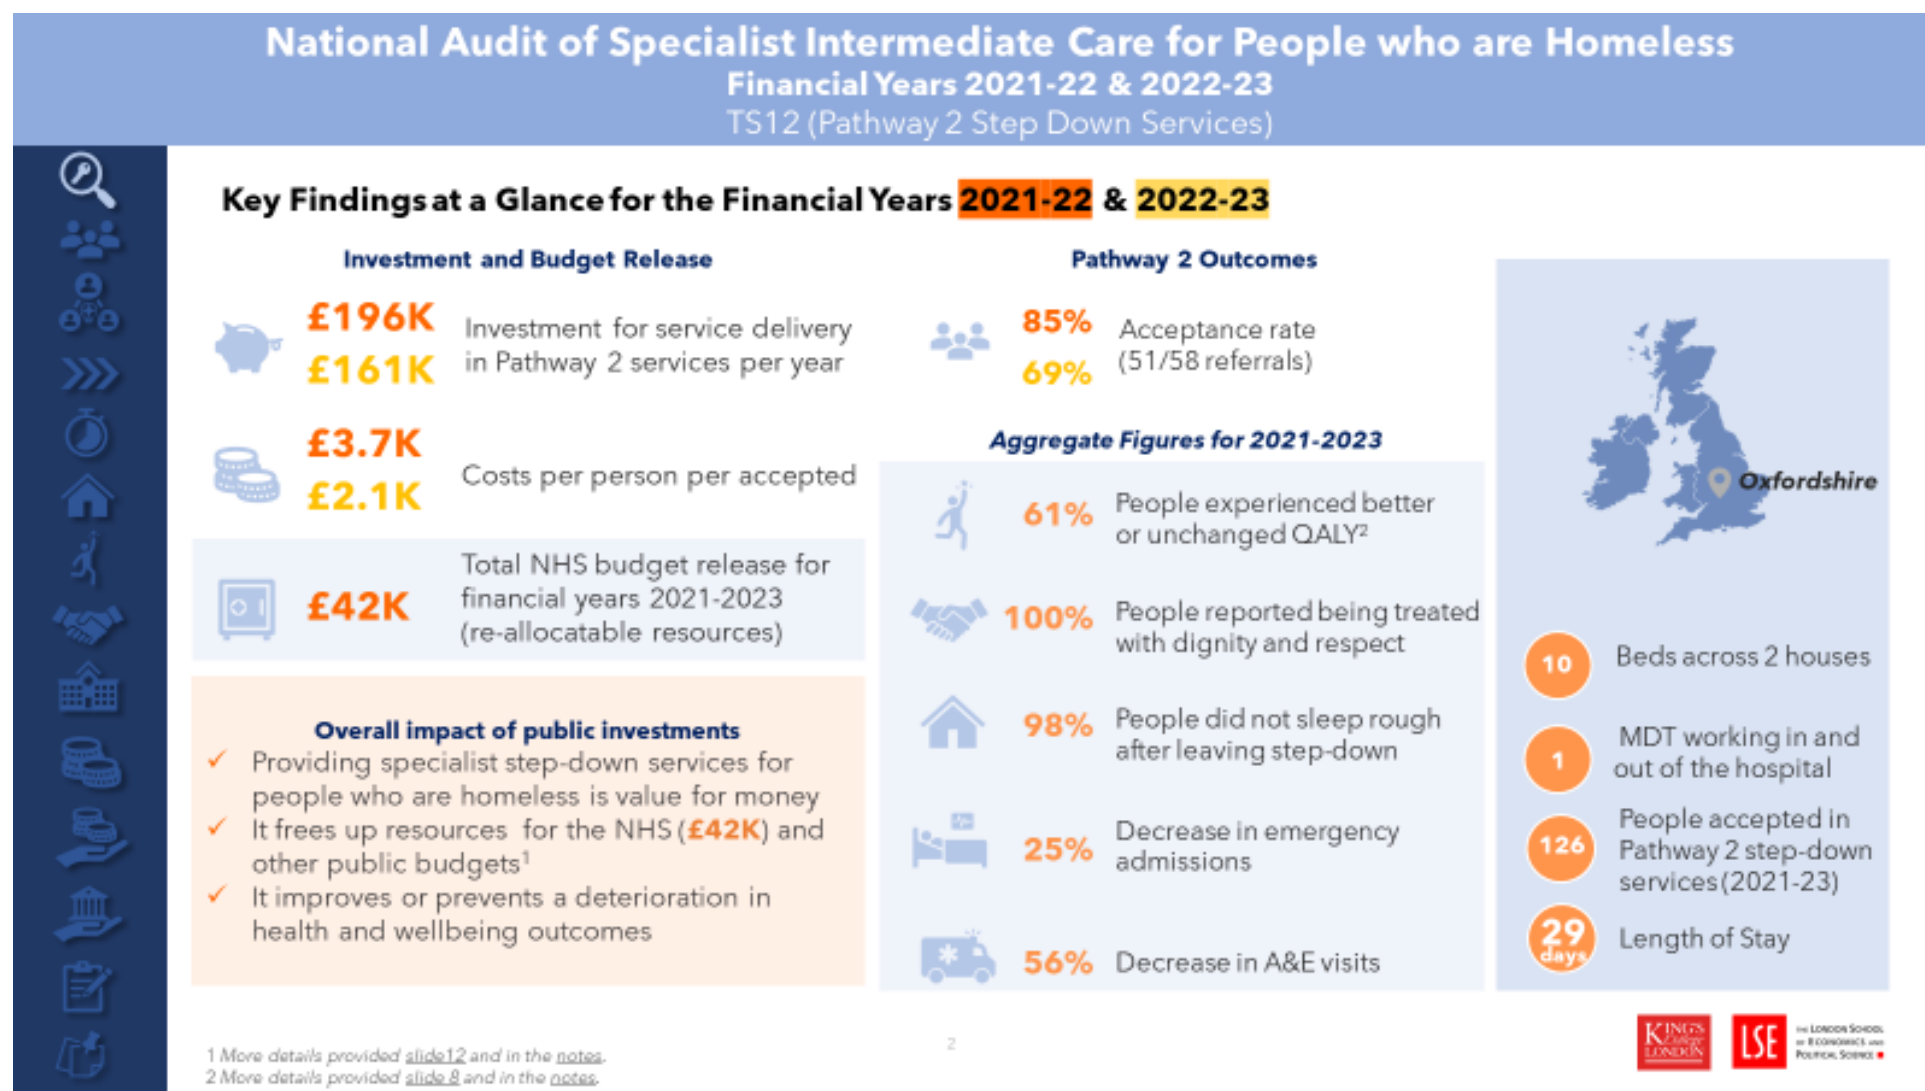 National Audit of Specialist Intermediate Care for People who are Homeless
Financial Years 2021-22 & 2022-23
TS12 (Pathway 2 Step Down Services)
Key Findings at a Glance for the Financial Years 2021-22 & 2022-23
Investment and Budget Release
£196K
£161K
Investment for service delivery
in Pathway 2 services per year
£3.7K
£2.1K
Costs per person per accepted
£42K
Total NHS budget release for
financial years 2021-2023
(re-allocatable resources)
Overall impact of public investments
✓ Providing specialist step-down services for
people who are homeless is value for money
✓ It frees up resources for the NHS (£42K) and
other public budgets¹
✓ It improves or prevents a deterioration in
health and wellbeing outcomes
Pathway 2 Outcomes
85%
69%
Acceptance rate
(51/58 referrals)
Aggregate Figures for 2021-2023
61% People experienced better
or unchanged QALY²
100% People reported being treated
with dignity and respect
98% People did not sleep rough
after leaving step-down
25% Decrease in emergency
admissions
56% Decrease in A&E visits
Oxfordshire
10 Beds across 2 houses
1 MDT working in and
out of the hospital
126 People accepted in
Pathway 2 step-down
services (2021-23)
29 days Length of Stay
1 More details provided slide12 and in the notes.
2 More details provided slide 8 and in the notes.
2
KING'S
College
LONDON
LSE
THE LONDON SCHOOL
OF ECONOMICS AND
POLITICAL SCIENCE